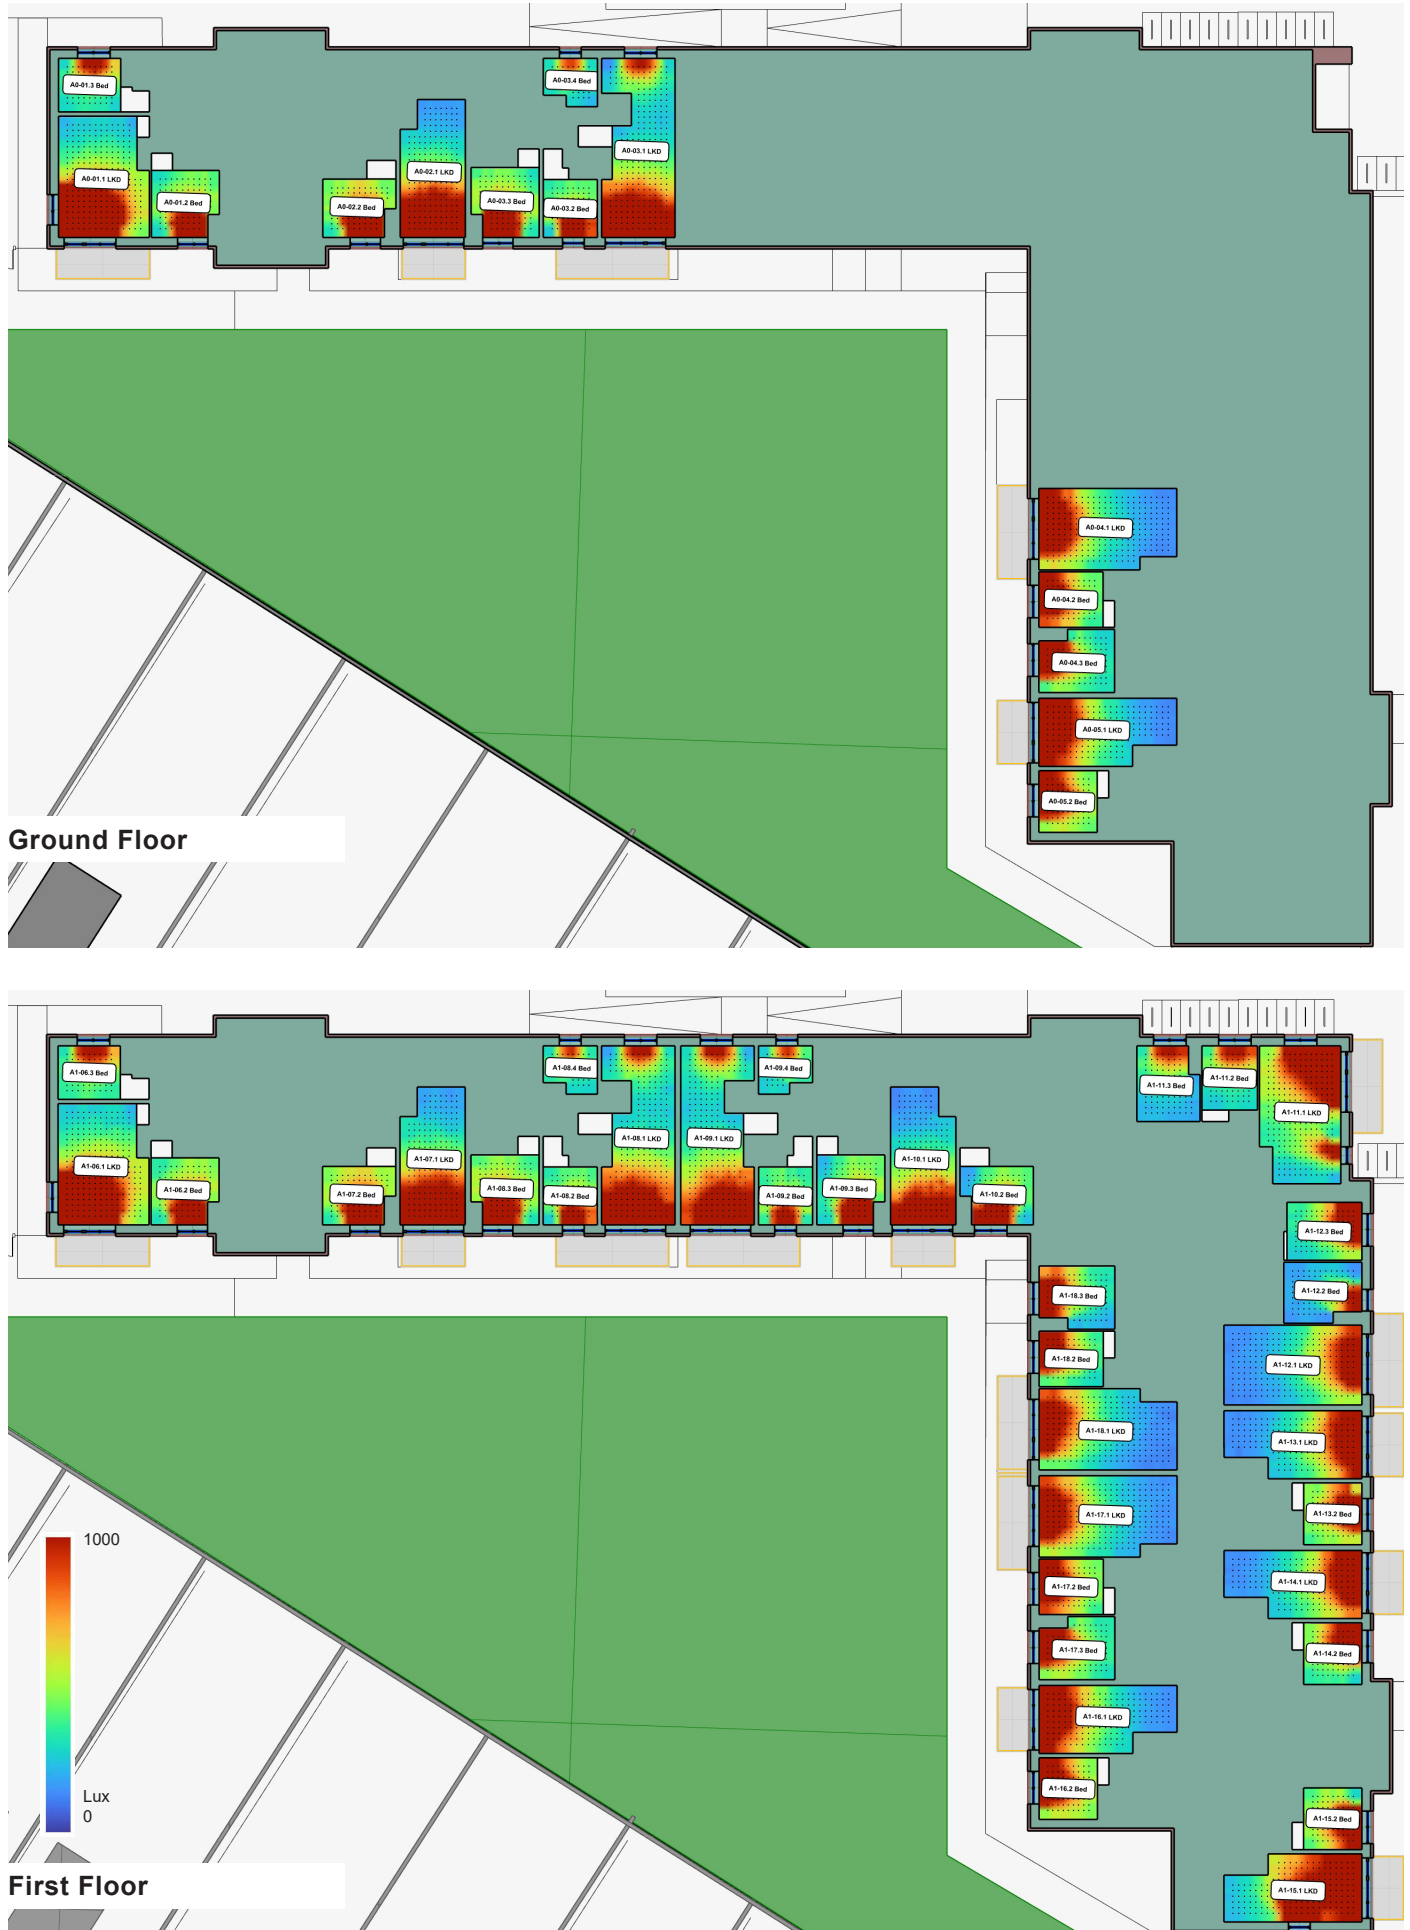 A0-01.3 Bed
A0-03.4 Bed
A0-03.1 LKD
A0-01.1 LKD
A0-02.1 LKD
A0-01.2 Bed
A0-02.2 Bed
A0-03.3 Bed
A0-03.2 Bed
A0-04.1 LKD
A0-04.2 Bed
A0-04.3 Bed
A0-05.1 LKD
A0-05.2 Bed
Ground Floor
A1-06.3 Bed
A1-08.4 Bed
A1-09.4 Bed
A1-11.3 Bed
A1-11.2 Bed
A1-11.1 LKD
A1-06.1 LKD
A1-07.1 LKD
A1-08.1 LKD
A1-09.1 LKD
A1-10.1 LKD
A1-06.2 Bed
A1-07.2 Bed
A1-08.3 Bed
A1-08.2 Bed
A1-09.2 Bed
A1-09.3 Bed
A1-10.2 Bed
A1-12.3 Bed
A1-18.3 Bed
A1-12.2 Bed
A1-18.2 Bed
A1-12.1 LKD
A1-18.1 LKD
A1-13.1 LKD
A1-17.1 LKD
A1-13.2 Bed
1000
A1-17.2 Bed
A1-14.1 LKD
A1-17.3 Bed
A1-14.2 Bed
A1-16.1 LKD
A1-16.2 Bed
Lux
0
A1-15.2 Bed
First Floor
A1-15.1 LKD